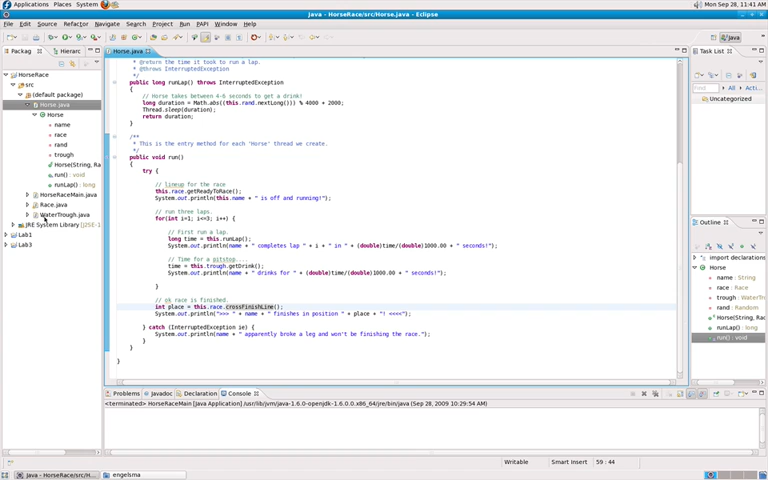 Applications Places System
Mon Sep 28, 11:41 AM
Java - HorseRace/src/Horse.java - Eclipse
File Edit Source Refactor Navigate Search Project Run PAPI Window Help
Java
Packag
Hierarc
Horse.java
Task List
HorseRace
src
(default package)
Horse.java
Horse
name
race
rand
trough
Horse(String, Ra
run() : void
runLap() : long
HorseRaceMain.java
Race.java
WaterTrough.java
JRE System Library [J2SE-1
Lab1
Lab3
* @return the time it took to run a lap.
* @throws InterruptedException
*/
public long runLap() throws InterruptedException
{
// Horse takes between 4-6 seconds to get a drink!
long duration = Math.abs((this.rand.nextLong())) % 4000 + 2000;
Thread.sleep(duration);
return duration;
}
/**
* This is the entry method for each 'Horse' thread we create.
*/
public void run()
{
try {
// lineup for the race
this.race.getReadyToRace();
System.out.println(this.name + " is off and running!");
// run three laps.
for(int i=1; i<=3; i++) {
// First run a lap.
long time = this.runLap();
System.out.println(name + " completes lap " + i + " in " + (double)time/(double)1000.00 + " seconds!");
// Time for a pitstop....
time = this.trough.getDrink();
System.out.println(name + " drinks for " + (double)time/(double)1000.00 + " seconds!");
}
// ok race is finished.
int place = this.race.crossFinishLine();
System.out.println(">>> " + name + " finishes in position " + place + "! <<<<");
} catch (InterruptedException ie) {
System.out.println(name + " apparently broke a leg and won't be finishing the race.");
}
}
}
Find
All
Acti...
Uncategorized
Outline
import declarations
Horse
name : String
race : Race
trough : WaterTro
rand : Random
Horse(String, Ra
runLap() : long
run() : void
Problems Javadoc Declaration Console
<terminated> HorseRaceMain [Java Application] /usr/lib/jvm/java-1.6.0-openjdk-1.6.0.0.x86_64/jre/bin/java (Sep 28, 2009 10:29:54 AM)
Writable
Smart Insert
59 : 44
Java - HorseRace/src/H...
engelsma